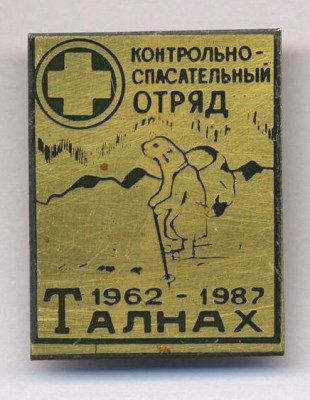 КОНТРОЛЬНО-
СПАСАТЕЛЬНЫЙ
ОТРЯД
1962 - 1987
ТАЛНАХ